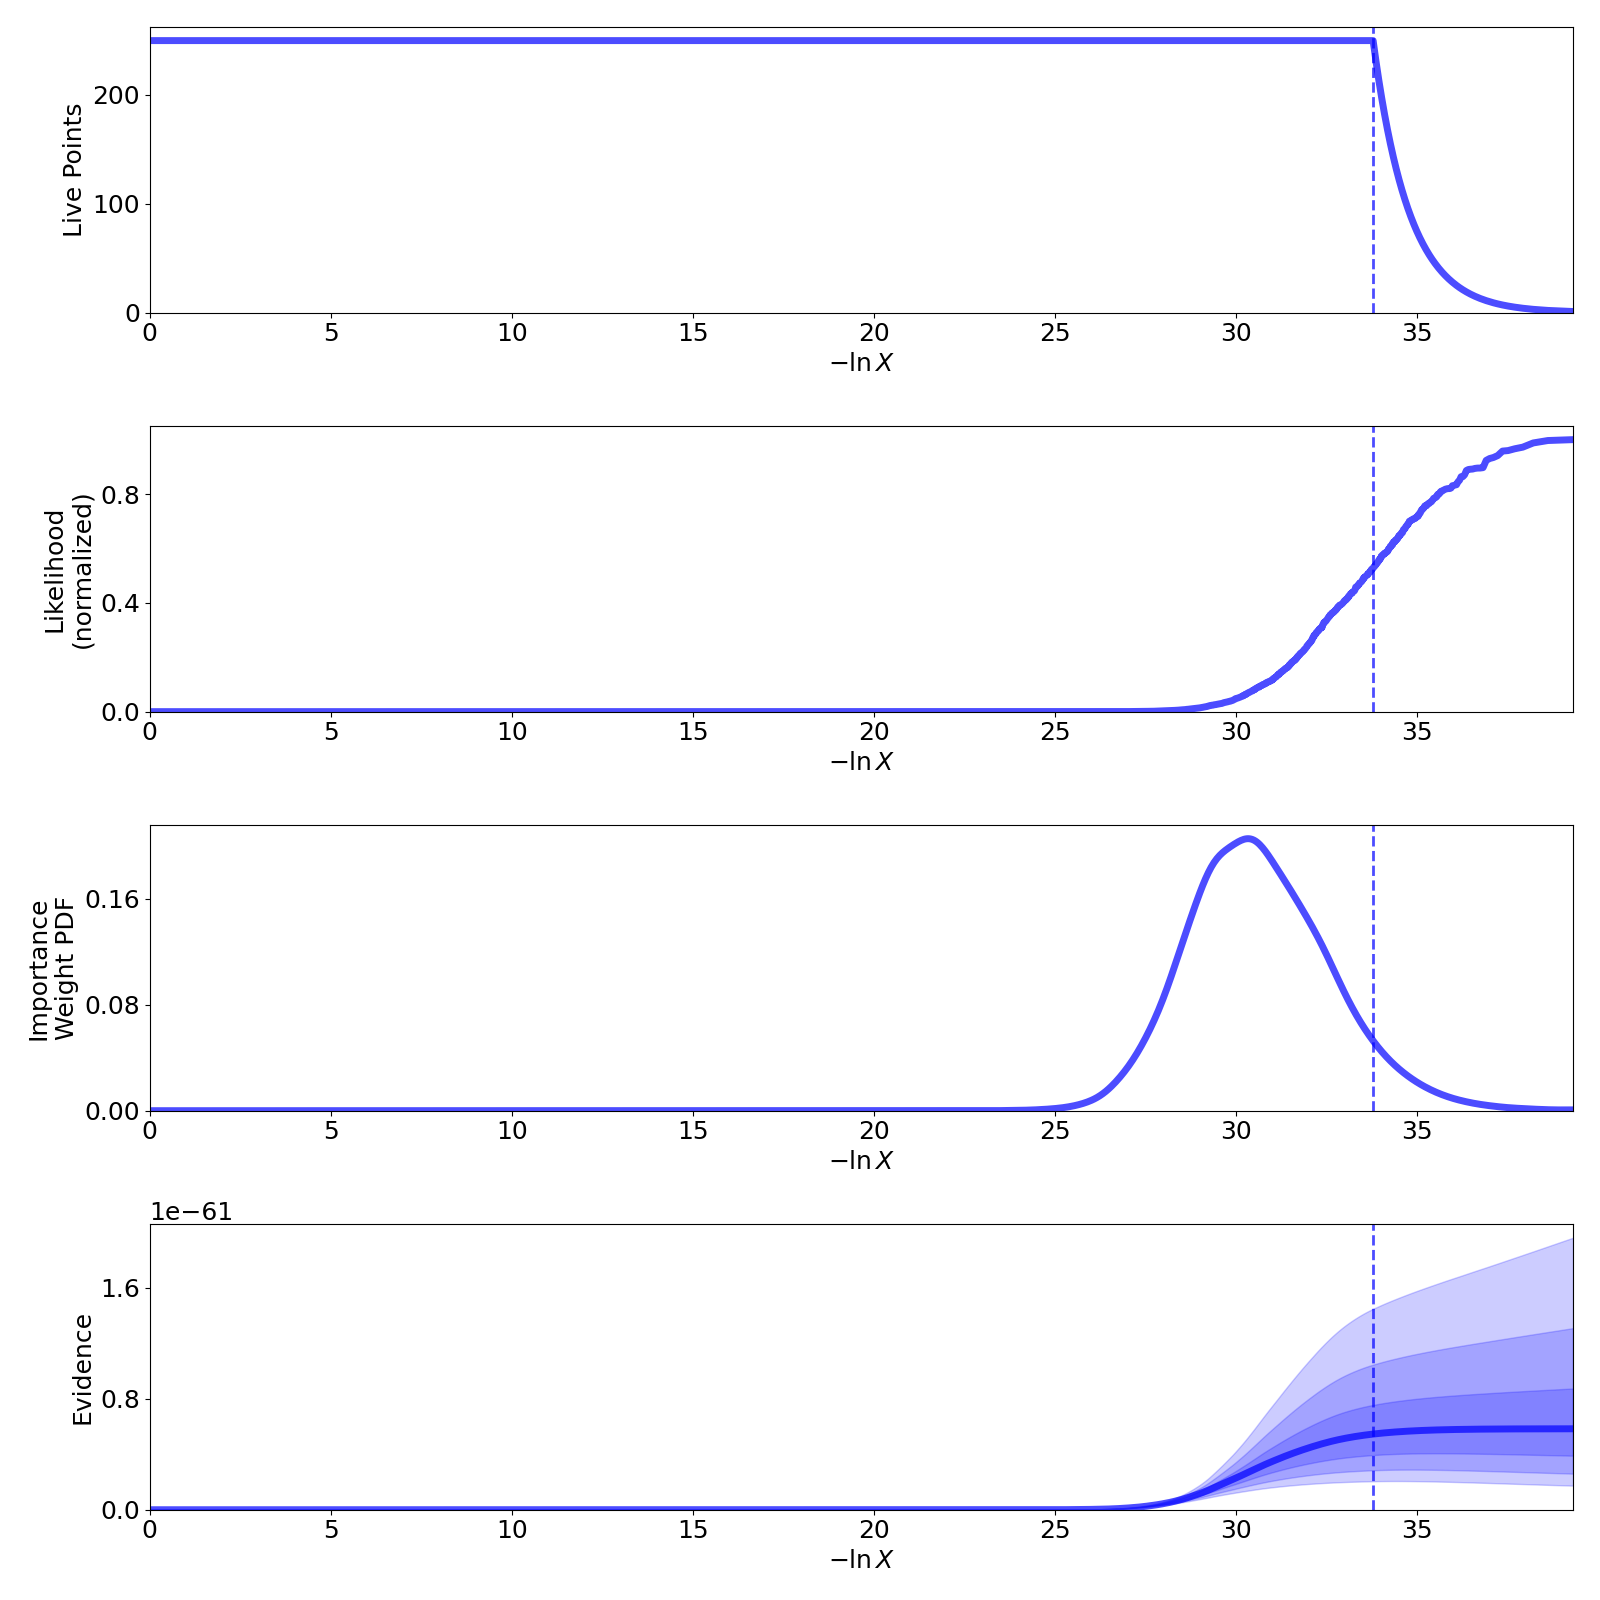 200
100
0
Live Points
0 5 10 15 20 25 30 35
−ln X
0.8
0.4
0.0
Likelihood
(normalized)
0 5 10 15 20 25 30 35
−ln X
0.16
0.08
0.00
Importance
Weight PDF
0 5 10 15 20 25 30 35
−ln X
1e−61
1.6
0.8
0.0
Evidence
0 5 10 15 20 25 30 35
−ln X